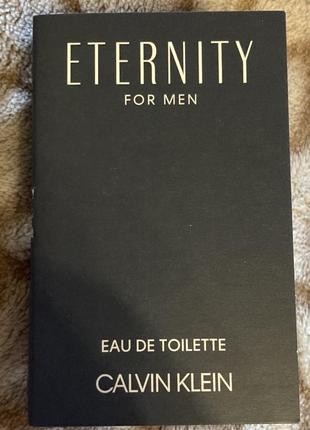 ETERNITY
FOR MEN
EAU DE TOILETTE
CALVIN KLEIN